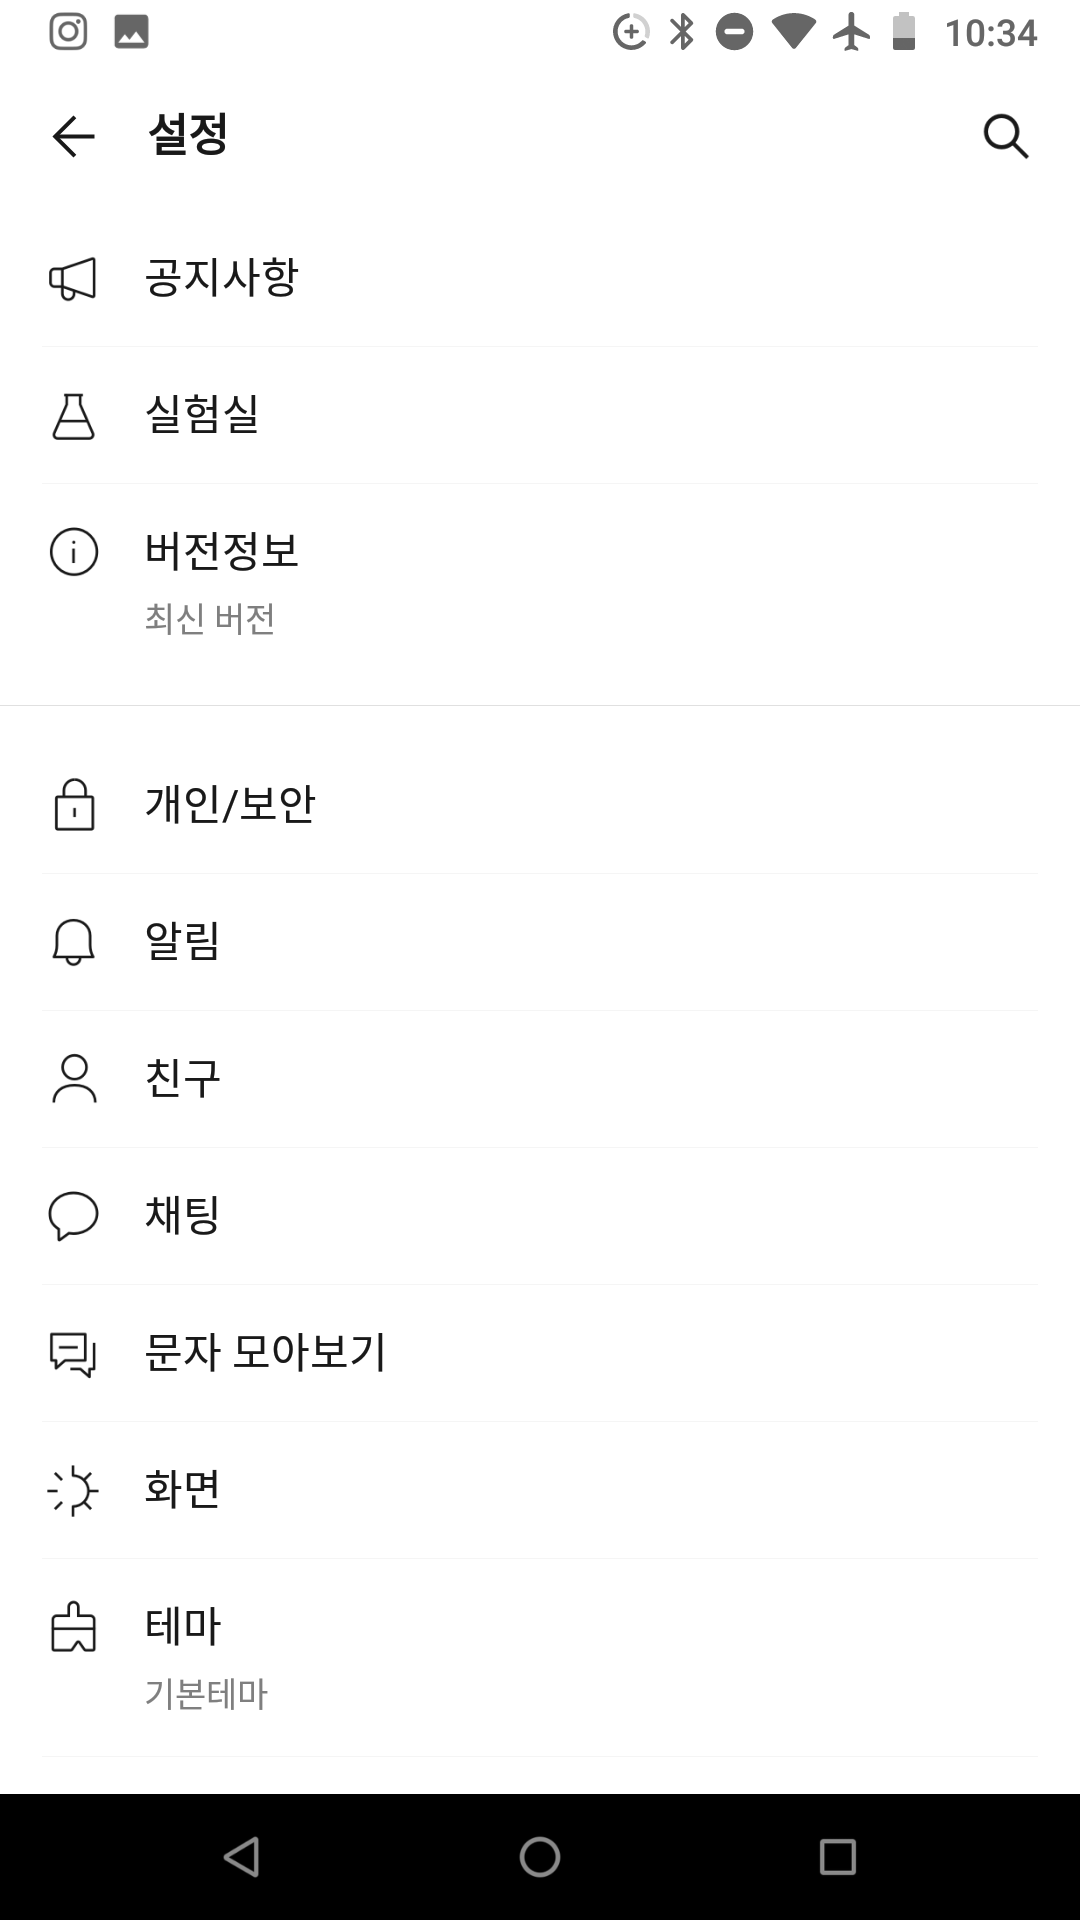 10:34
설정
공지사항
실험실
버전정보
최신 버전
개인/보안
알림
친구
채팅
문자 모아보기
화면
테마
기본테마